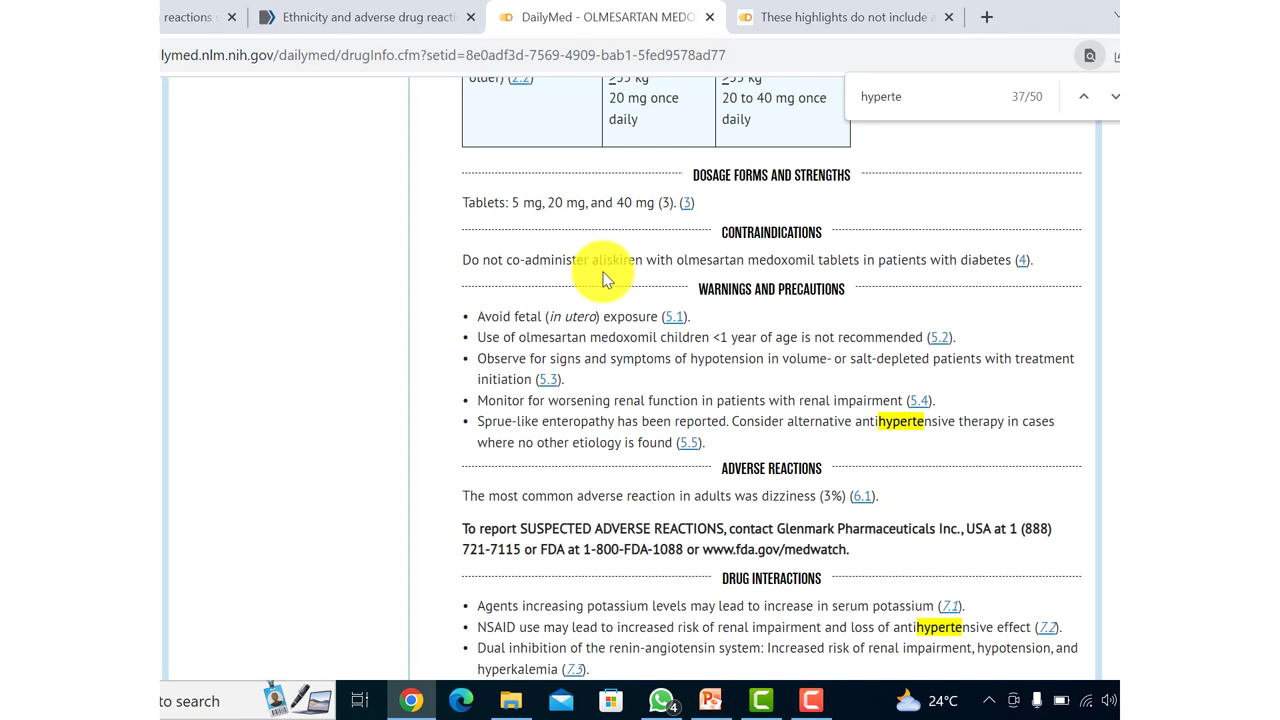 reactions s
Ethnicity and adverse drug reacti
DailyMed - OLMESARTAN MEDO
These highlights do not include a
lymed.nlm.nih.gov/dailymed/drugInfo.cfm?setid=8e0adf3d-7569-4909-bab1-5fed9578ad77
hyperte 37/50
older) (2.2) ≥35 kg ≥35 kg
20 mg once 20 to 40 mg once
daily daily
DOSAGE FORMS AND STRENGTHS
Tablets: 5 mg, 20 mg, and 40 mg (3). (3)
CONTRAINDICATIONS
Do not co-administer aliskiren with olmesartan medoxomil tablets in patients with diabetes (4).
WARNINGS AND PRECAUTIONS
• Avoid fetal (in utero) exposure (5.1).
• Use of olmesartan medoxomil children <1 year of age is not recommended (5.2).
• Observe for signs and symptoms of hypotension in volume- or salt-depleted patients with treatment
initiation (5.3).
• Monitor for worsening renal function in patients with renal impairment (5.4).
• Sprue-like enteropathy has been reported. Consider alternative antihypertensive therapy in cases
where no other etiology is found (5.5).
ADVERSE REACTIONS
The most common adverse reaction in adults was dizziness (3%) (6.1).
To report SUSPECTED ADVERSE REACTIONS, contact Glenmark Pharmaceuticals Inc., USA at 1 (888)
721-7115 or FDA at 1-800-FDA-1088 or www.fda.gov/medwatch.
DRUG INTERACTIONS
• Agents increasing potassium levels may lead to increase in serum potassium (7.1).
• NSAID use may lead to increased risk of renal impairment and loss of antihypertensive effect (7.2).
• Dual inhibition of the renin-angiotensin system: Increased risk of renal impairment, hypotension, and
hyperkalemia (7.3).
to search
4
24°C